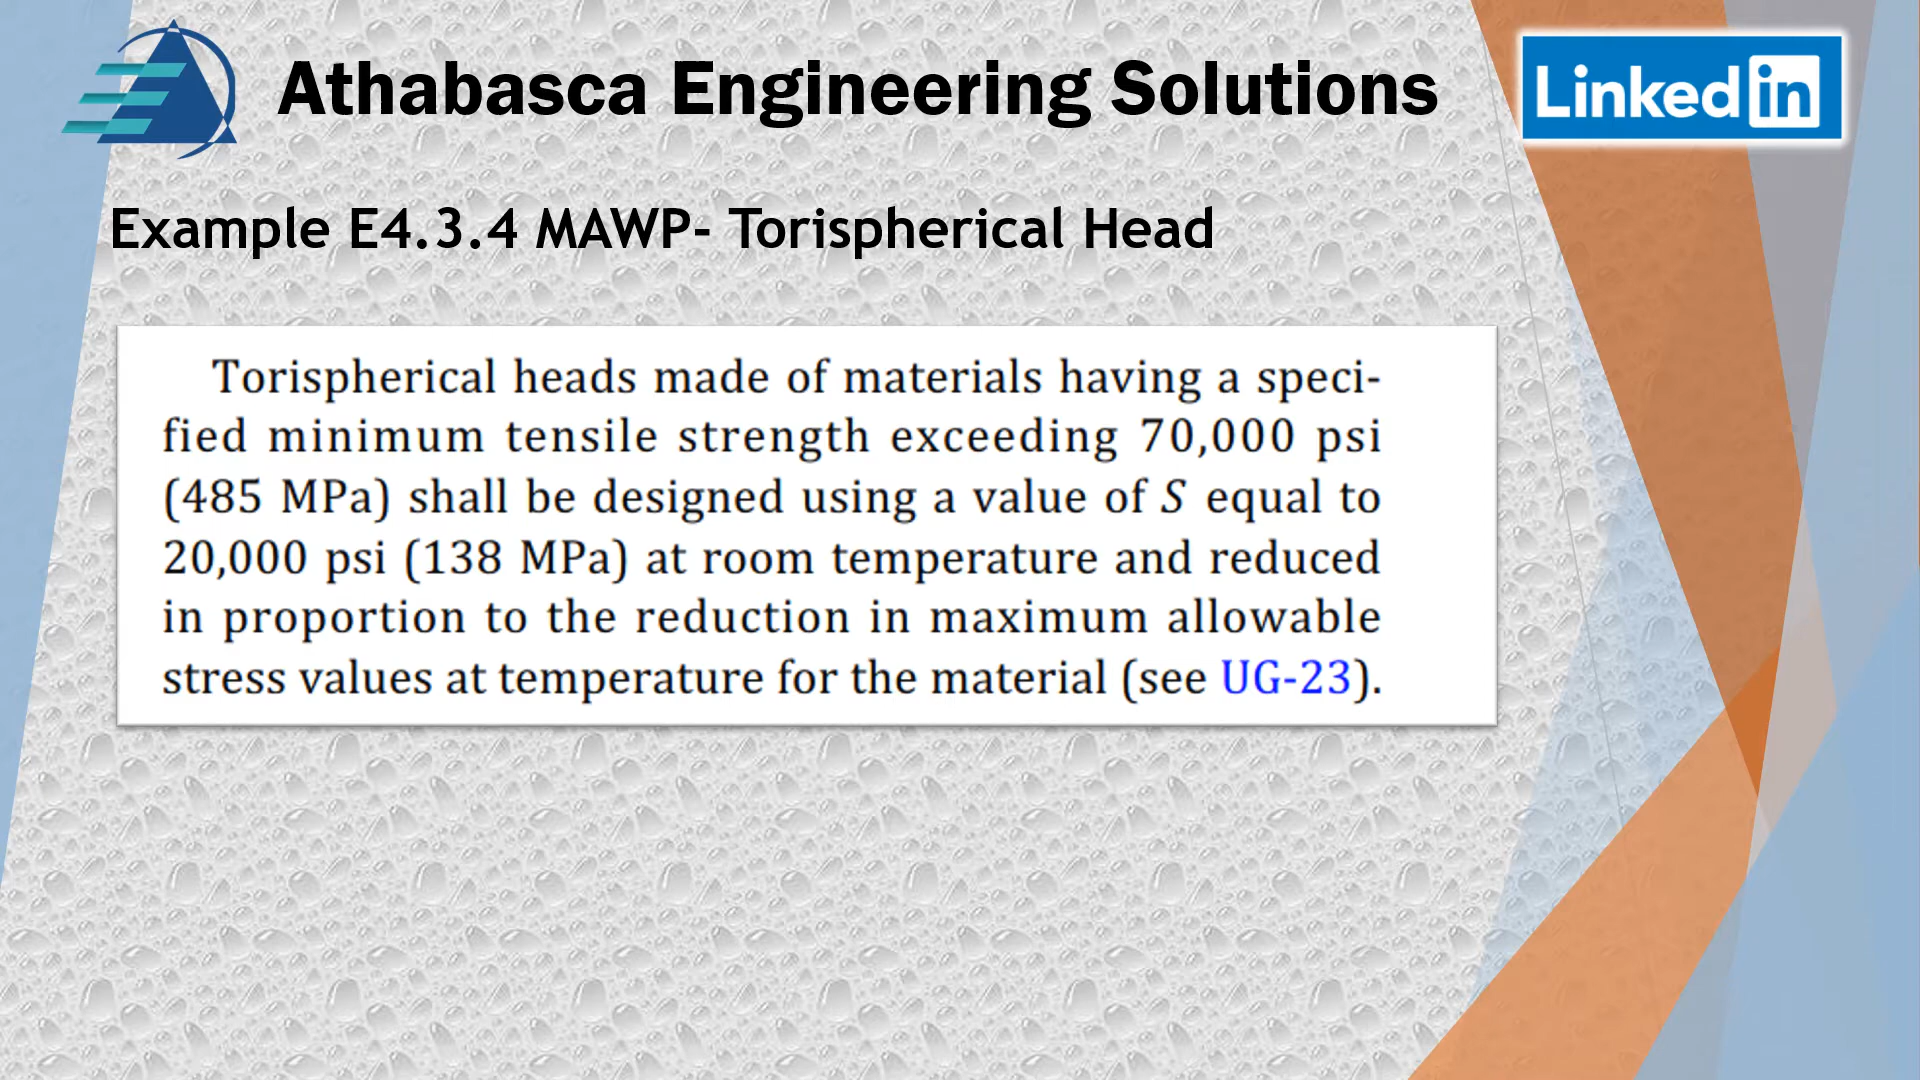 Athabasca Engineering Solutions
Linked in
Example E4.3.4 MAWP- Torispherical Head
Torispherical heads made of materials having a speci-
fied minimum tensile strength exceeding 70,000 psi
(485 MPa) shall be designed using a value of S equal to
20,000 psi (138 MPa) at room temperature and reduced
in proportion to the reduction in maximum allowable
stress values at temperature for the material (see UG-23).